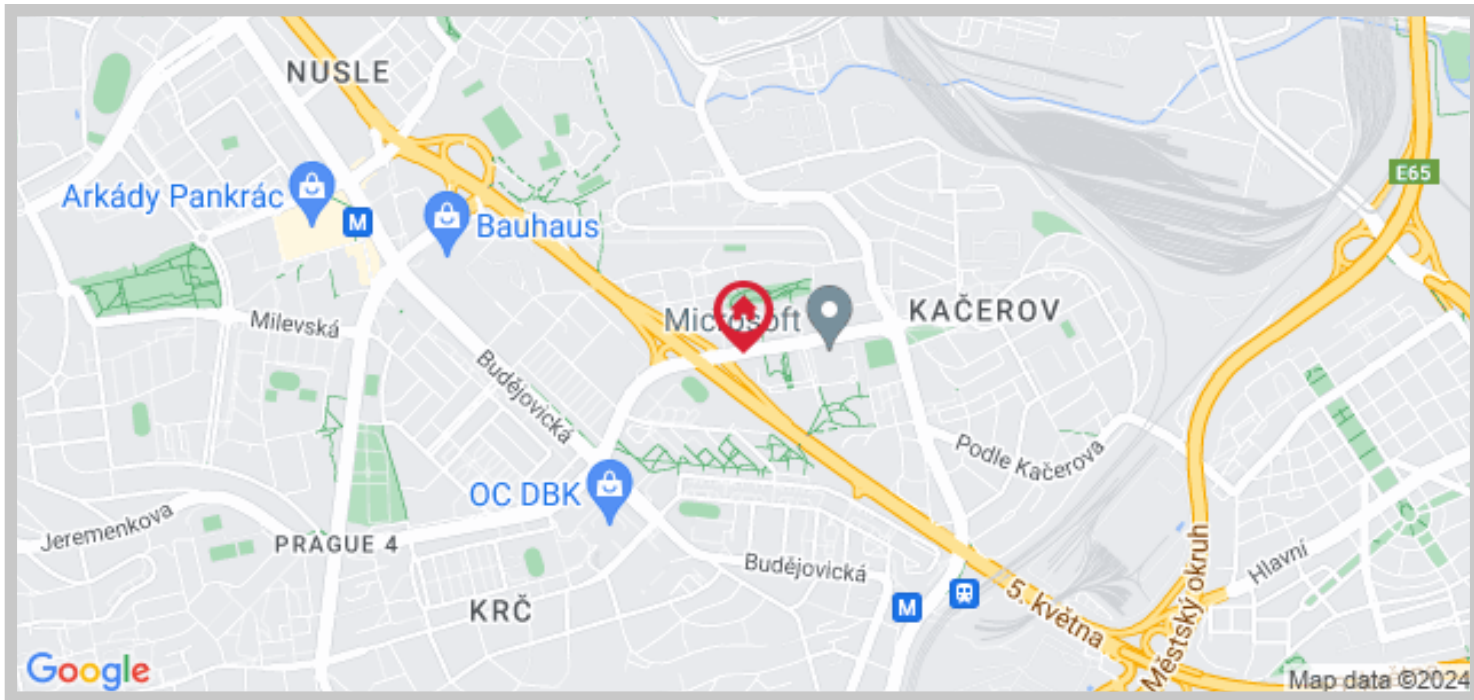 NUSLE
E65
Arkády Pankrác
M
Bauhaus
Microsoft
KAČEROV
Milevská
Budějovická
Podle Kačerova
OC DBK
Jeremenkova
PRAGUE 4
Budějovická
Hlavní
KRČ
M
5. května
Městský okruh
Google
Map data ©2024